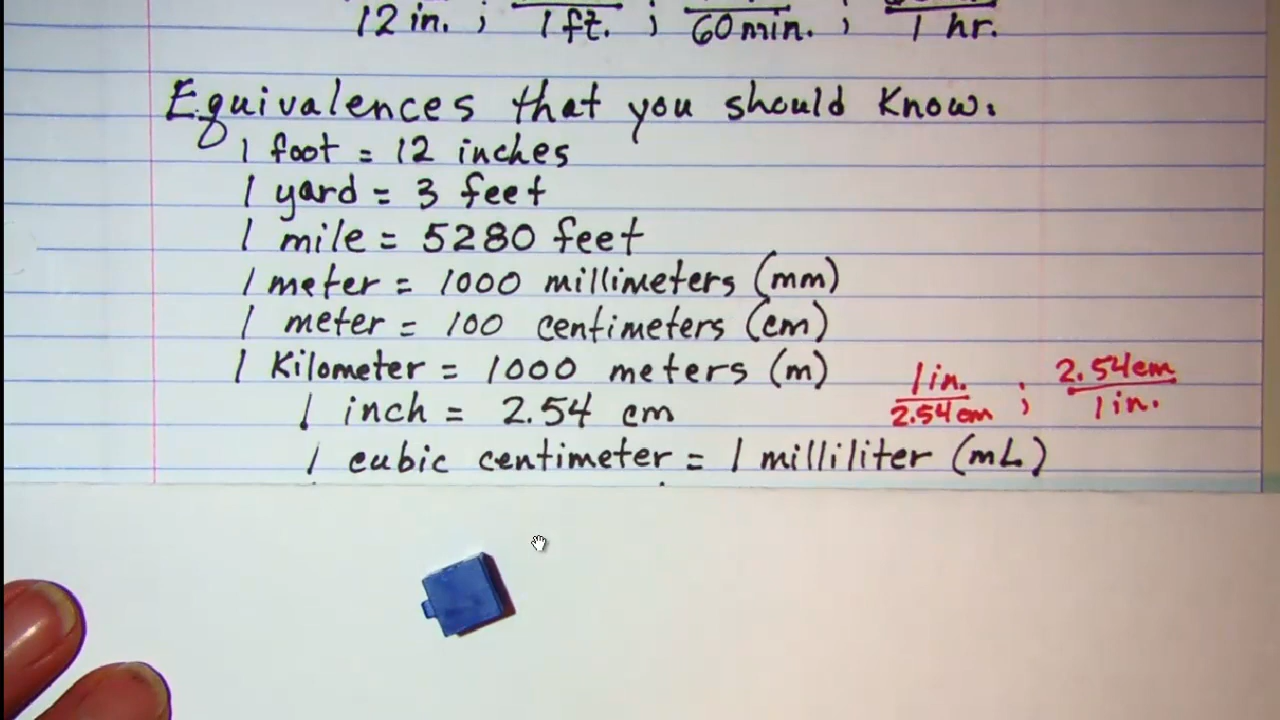 12 in. ; 1 ft. ; 60 min. ; 1 hr.
Equivalences that you should know.
1 foot = 12 inches
1 yard = 3 feet
1 mile = 5280 feet
1 meter = 1000 millimeters (mm)
1 meter = 100 centimeters (cm)
1 Kilometer = 1000 meters (m)
1 inch = 2.54 cm
1 in. / 2.54 cm ; 2.54 cm / 1 in.
1 cubic centimeter = 1 milliliter (mL)